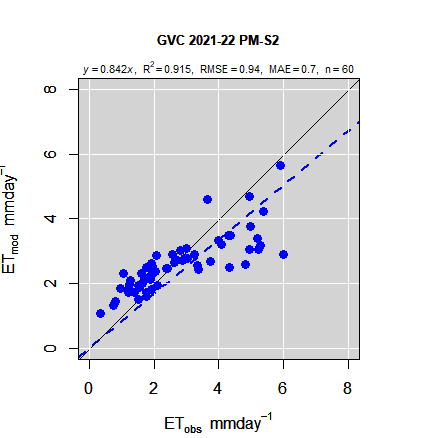 GVC 2021-22 PM-S2
y = 0.842x, R² = 0.915, RMSE = 0.94, MAE = 0.7, n = 60
8
6
4
2
0
ETmod mmday⁻¹
0 2 4 6 8
ETobs mmday⁻¹